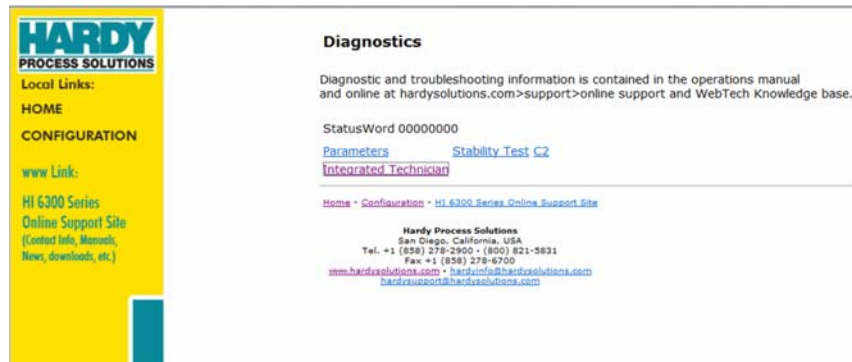 HARDY
PROCESS SOLUTIONS
Local Links:
HOME
CONFIGURATION
www Link:
HI 6300 Series
Online Support Site
(Contact Info, Manuals,
News, downloads, etc.)
Diagnostics
Diagnostic and troubleshooting information is contained in the operations manual
and online at hardysolutions.com>support>online support and WebTech Knowledge base.
StatusWord 00000000
Parameters Stability Test C2
Integrated Technician
Home - Configuration - HI 6300 Series Online Support Site
Hardy Process Solutions
San Diego, California, USA
Tel. +1 (858) 278-2900 - (800) 821-5831
Fax +1 (858) 278-6700
www.hardysolutions.com - hardyinfo@hardysolutions.com
hardysupport@hardysolutions.com